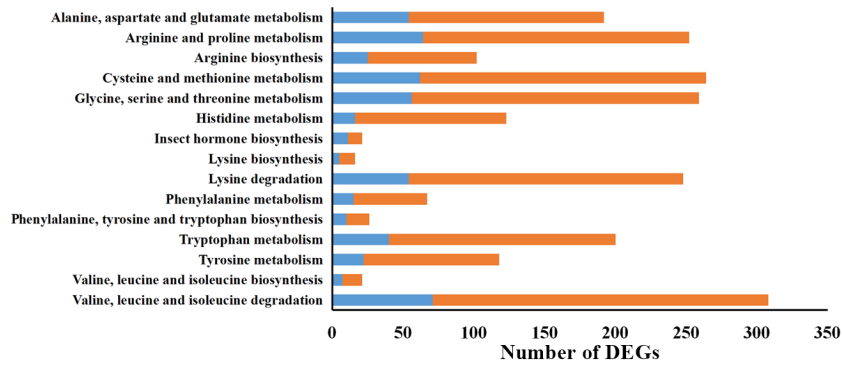 Alanine, aspartate and glutamate metabolism
Arginine and proline metabolism
Arginine biosynthesis
Cysteine and methionine metabolism
Glycine, serine and threonine metabolism
Histidine metabolism
Insect hormone biosynthesis
Lysine biosynthesis
Lysine degradation
Phenylalanine metabolism
Phenylalanine, tyrosine and tryptophan biosynthesis
Tryptophan metabolism
Tyrosine metabolism
Valine, leucine and isoleucine biosynthesis
Valine, leucine and isoleucine degradation
0 50 100 150 200 250 300 350
Number of DEGs